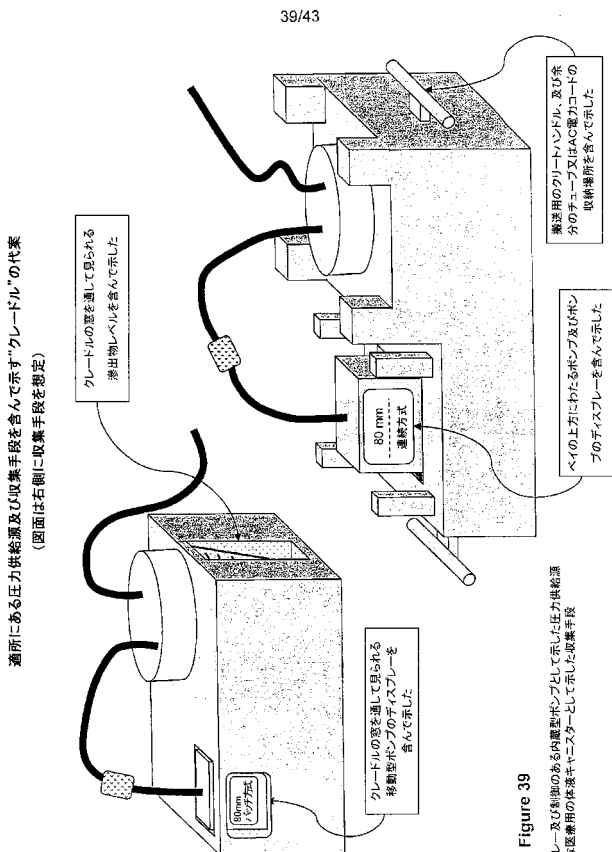 39/43
適所にある圧力供給源及び収集手段を含んで示す"クレードル"の代案
(図面は右側に収集手段を想定)
クレードルの窓を通して見られる
滲出物レベルを含んで示した
80mm
バッチ方式
クレードルの窓を通して見られる
移動型ポンプのディスプレーを
含んで示した
80 mm
連続方式
ベイの上方にわたるポンプ及びポン
プのディスプレーを含んで示した
搬送用のクリートハンドル、及び余
分のチューブ又はAC電力コードの
収納場所を含んで示した
Figure 39
レー及び制御のある内蔵型ポンプとして示した圧力供給源
医療用の体液キャニスターとして示した収集手段